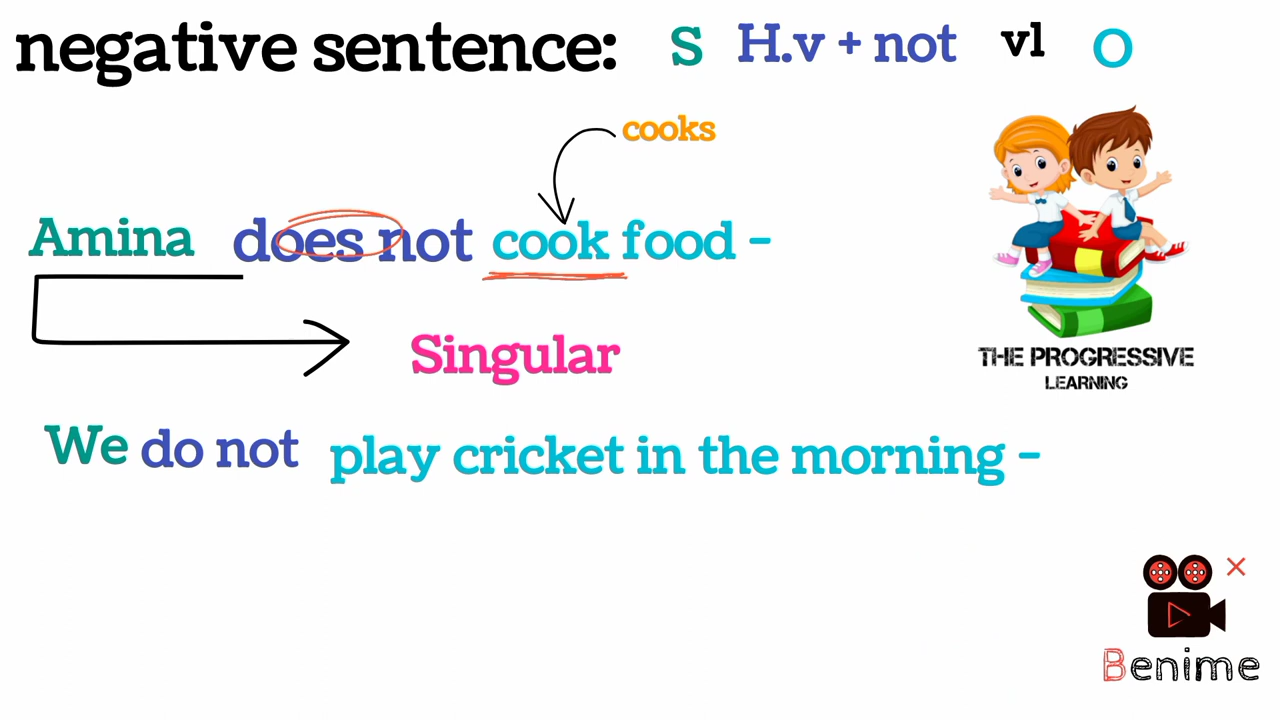 negative sentence: S H.v + not v1 O
cooks
Amina does not cook food -
Singular
THE PROGRESSIVE
LEARNING
We do not play cricket in the morning -
Benime